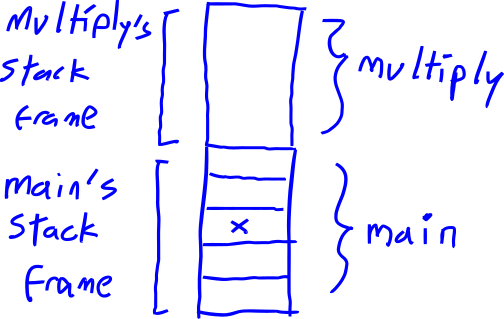 Multiply's
Stack
Frame
multiply
main's
Stack
Frame
x
main